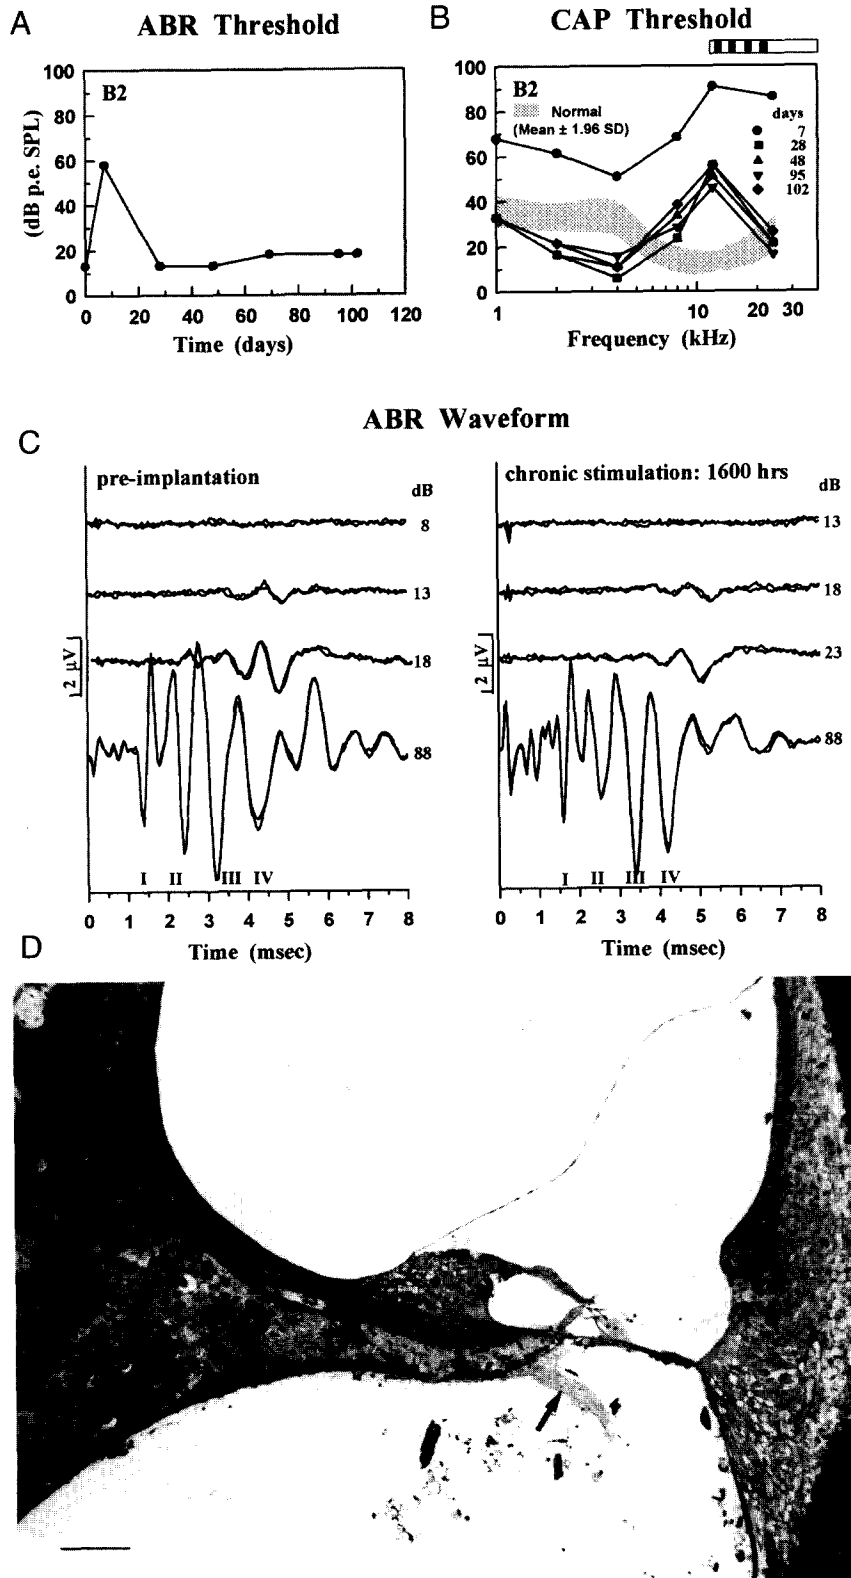 A
ABR Threshold
B
CAP Threshold
B2
(dB p.e. SPL)
100
80
60
40
20
0
0 20 40 60 80 100 120
Time (days)
B2
Normal
(Mean ± 1.96 SD)
days
7
28
48
95
102
100
80
60
40
20
0
1 10 20 30
Frequency (kHz)
ABR Waveform
C
pre-implantation
dB
8
13
18
88
2 µV
I II III IV
0 1 2 3 4 5 6 7 8
Time (msec)
chronic stimulation: 1600 hrs
dB
13
18
23
88
2 µV
I II III IV
0 1 2 3 4 5 6 7 8
Time (msec)
D